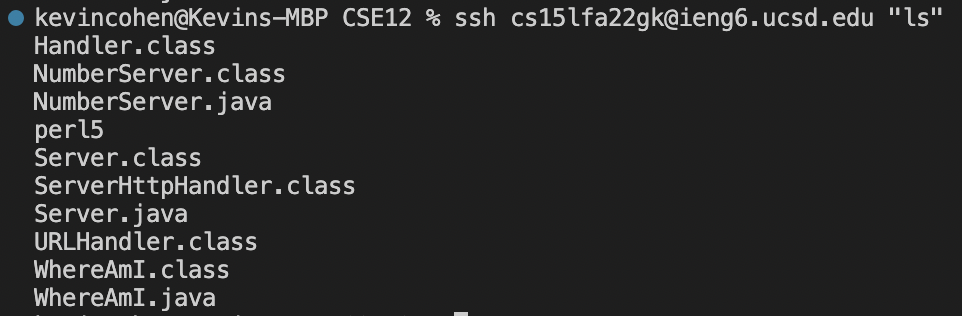 kevincohen@Kevins-MBP CSE12 % ssh cs15lfa22gk@ieng6.ucsd.edu "ls"
Handler.class
NumberServer.class
NumberServer.java
perl5
Server.class
ServerHttpHandler.class
Server.java
URLHandler.class
WhereAmI.class
WhereAmI.java